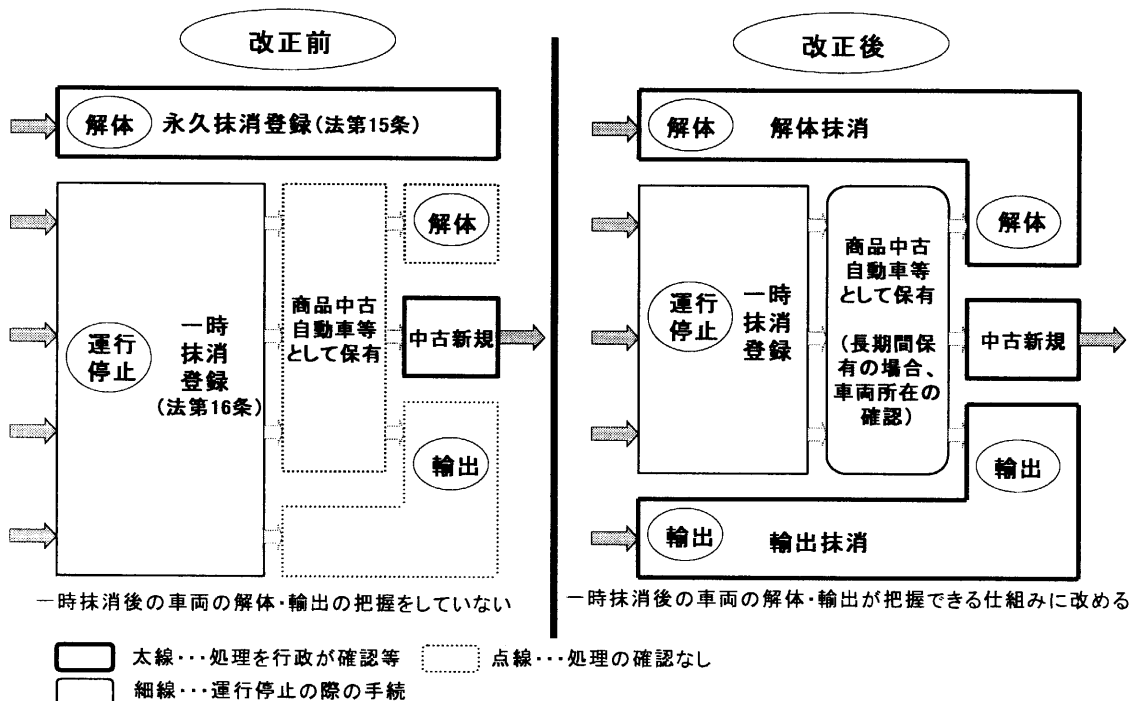 改正前
解体 永久抹消登録(法第15条)
運行
停止
一時
抹消
登録
(法第16条)
商品中古
自動車等
として保有
解体
中古新規
輸出
一時抹消後の車両の解体・輸出の把握をしていない
改正後
解体 解体抹消
運行
停止
一時
抹消
登録
商品中古
自動車等
として保有
(長期間保
有の場合、
車両所在の
確認)
解体
中古新規
輸出
輸出 輸出抹消
一時抹消後の車両の解体・輸出が把握できる仕組みに改める
太線・・・処理を行政が確認等
点線・・・処理の確認なし
細線・・・運行停止の際の手続